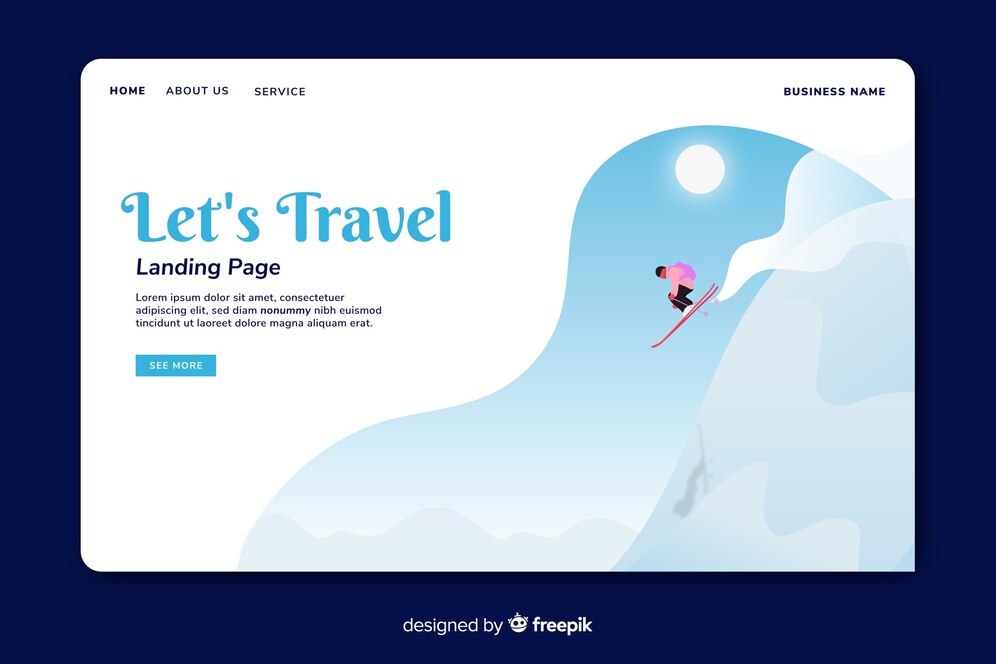 HOME ABOUT US SERVICE BUSINESS NAME
Let's Travel
Landing Page
Lorem ipsum dolor sit amet, consectetuer
adipiscing elit, sed diam nonummy nibh euismod
tincidunt ut laoreet dolore magna aliquam erat.
SEE MORE
designed by freepik